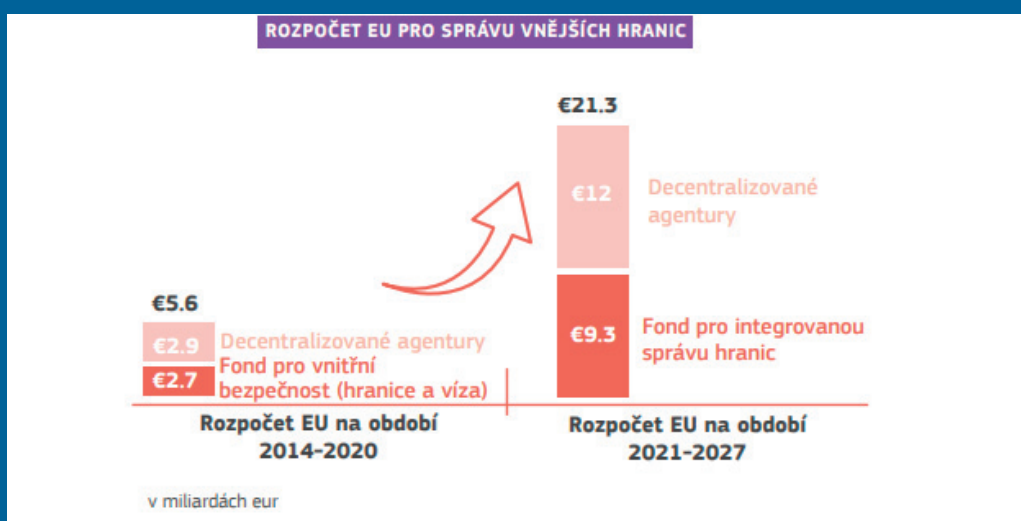 ROZPOČET EU PRO SPRÁVU VNĚJŠÍCH HRANIC
€21.3
€12
Decentralizované
agentury
€9.3
Fond pro integrovanou
správu hranic
€5.6
€2.9
Decentralizované agentury
€2.7
Fond pro vnitřní
bezpečnost (hranice a víza)
Rozpočet EU na období
2014-2020
Rozpočet EU na období
2021-2027
v miliardách eur